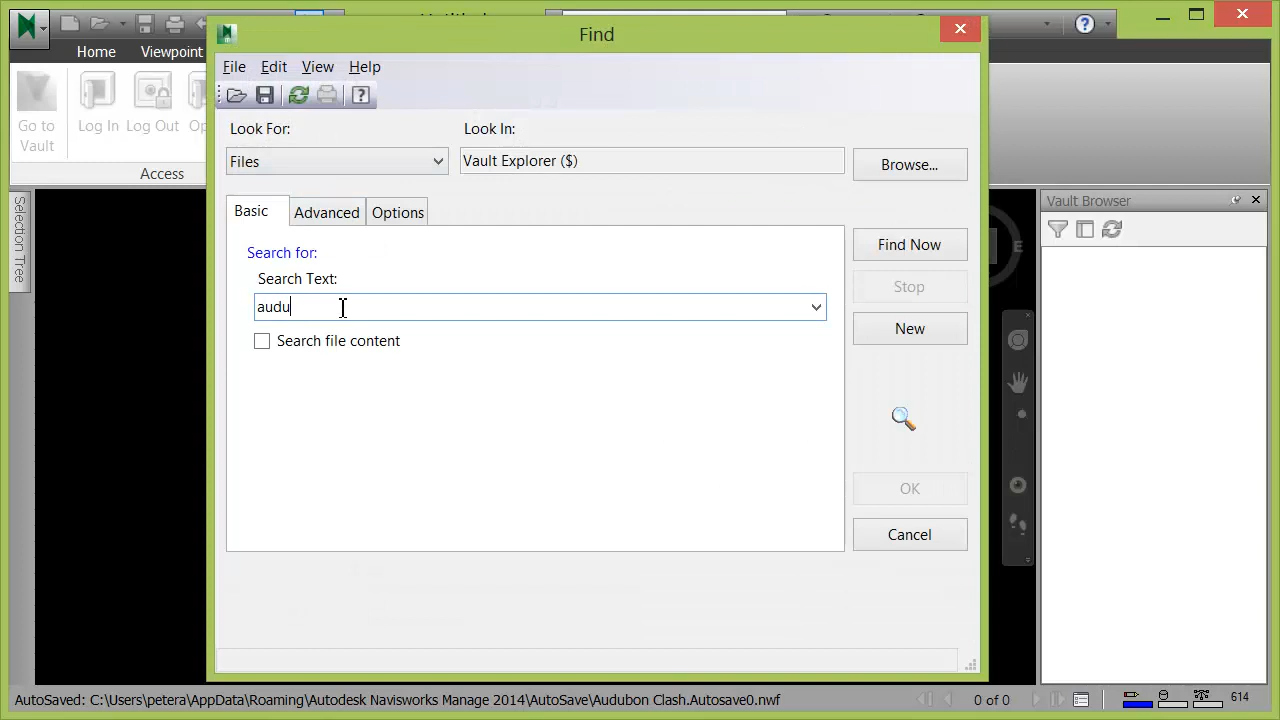 Find
Home Viewpoint
File Edit View Help
Look For: Look In:
Files Vault Explorer ($) Browse...
Go to Vault
Log In Log Out
Access
Basic Advanced Options
Search for:
Search Text:
audu
Search file content
Find Now
Stop
New
OK
Cancel
Selection Tree
Vault Browser
E
AutoSaved: C:\Users\petera\AppData\Roaming\Autodesk Navisworks Manage 2014\AutoSave\Audubon Clash.Autosave0.nwf 0 of 0 614